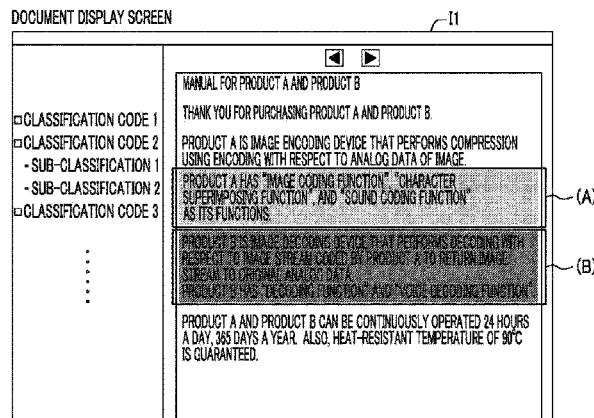 DOCUMENT DISPLAY SCREEN
I1
MANUAL FOR PRODUCT A AND PRODUCT B
THANK YOU FOR PURCHASING PRODUCT A AND PRODUCT B.
CLASSIFICATION CODE 1
CLASSIFICATION CODE 2
- SUB-CLASSIFICATION 1
- SUB-CLASSIFICATION 2
CLASSIFICATION CODE 3
PRODUCT A IS IMAGE ENCODING DEVICE THAT PERFORMS COMPRESSION
USING ENCODING WITH RESPECT TO ANALOG DATA OF IMAGE.
PRODUCT A HAS "IMAGE CODING FUNCTION" "CHARACTER
SUPERIMPOSING FUNCTION", AND "SOUND CODING FUNCTION"
AS ITS FUNCTIONS.
(A)
PRODUCT B IS IMAGE DECODING DEVICE THAT PERFORMS DECODING WITH
RESPECT TO IMAGE STREAM CODED BY PRODUCT A TO RETURN IMAGE
STREAM TO ORIGINAL ANALOG DATA.
PRODUCT B HAS "DECODING FUNCTION" AND "VOICE DECODING FUNCTION"
(B)
PRODUCT A AND PRODUCT B CAN BE CONTINUOUSLY OPERATED 24 HOURS
A DAY, 365 DAYS A YEAR. ALSO, HEAT-RESISTANT TEMPERATURE OF 90°C
IS GUARANTEED.